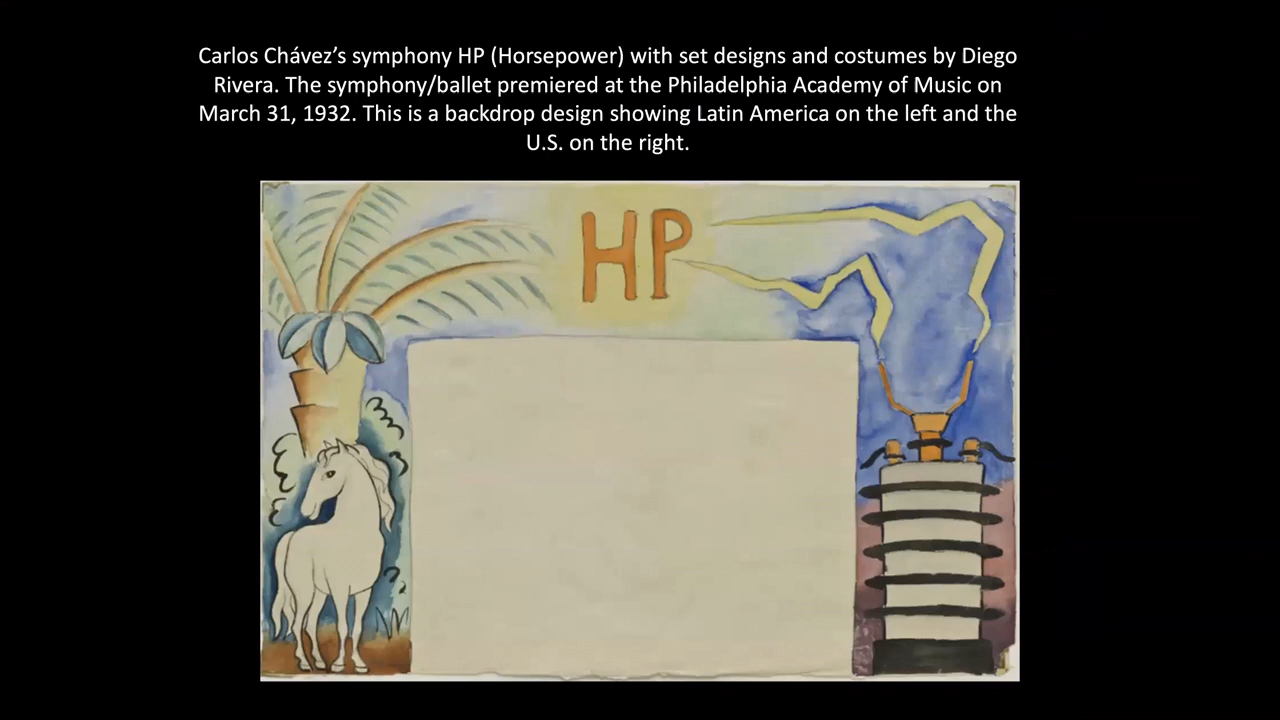 Carlos Chávez’s symphony HP (Horsepower) with set designs and costumes by Diego
Rivera. The symphony/ballet premiered at the Philadelphia Academy of Music on
March 31, 1932. This is a backdrop design showing Latin America on the left and the
U.S. on the right.
HP